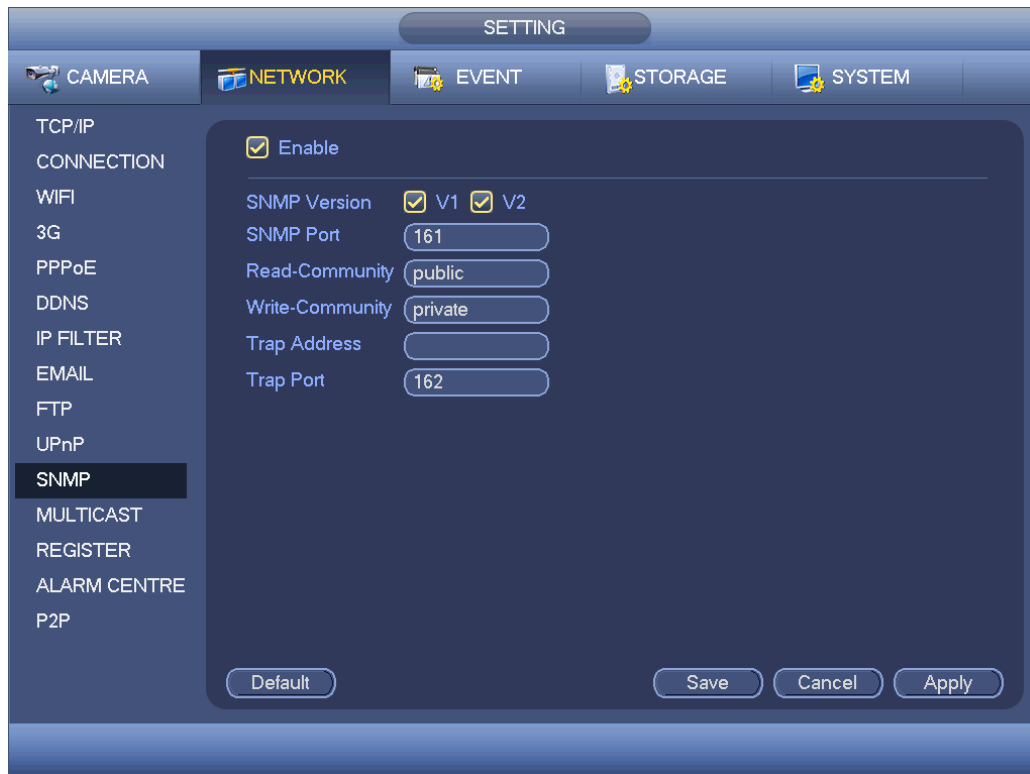 SETTING
CAMERA NETWORK EVENT STORAGE SYSTEM
TCP/IP
CONNECTION
WIFI
3G
PPPoE
DDNS
IP FILTER
EMAIL
FTP
UPnP
SNMP
MULTICAST
REGISTER
ALARM CENTRE
P2P
Enable
SNMP Version V1 V2
SNMP Port 161
Read-Community public
Write-Community private
Trap Address
Trap Port 162
Default Save Cancel Apply